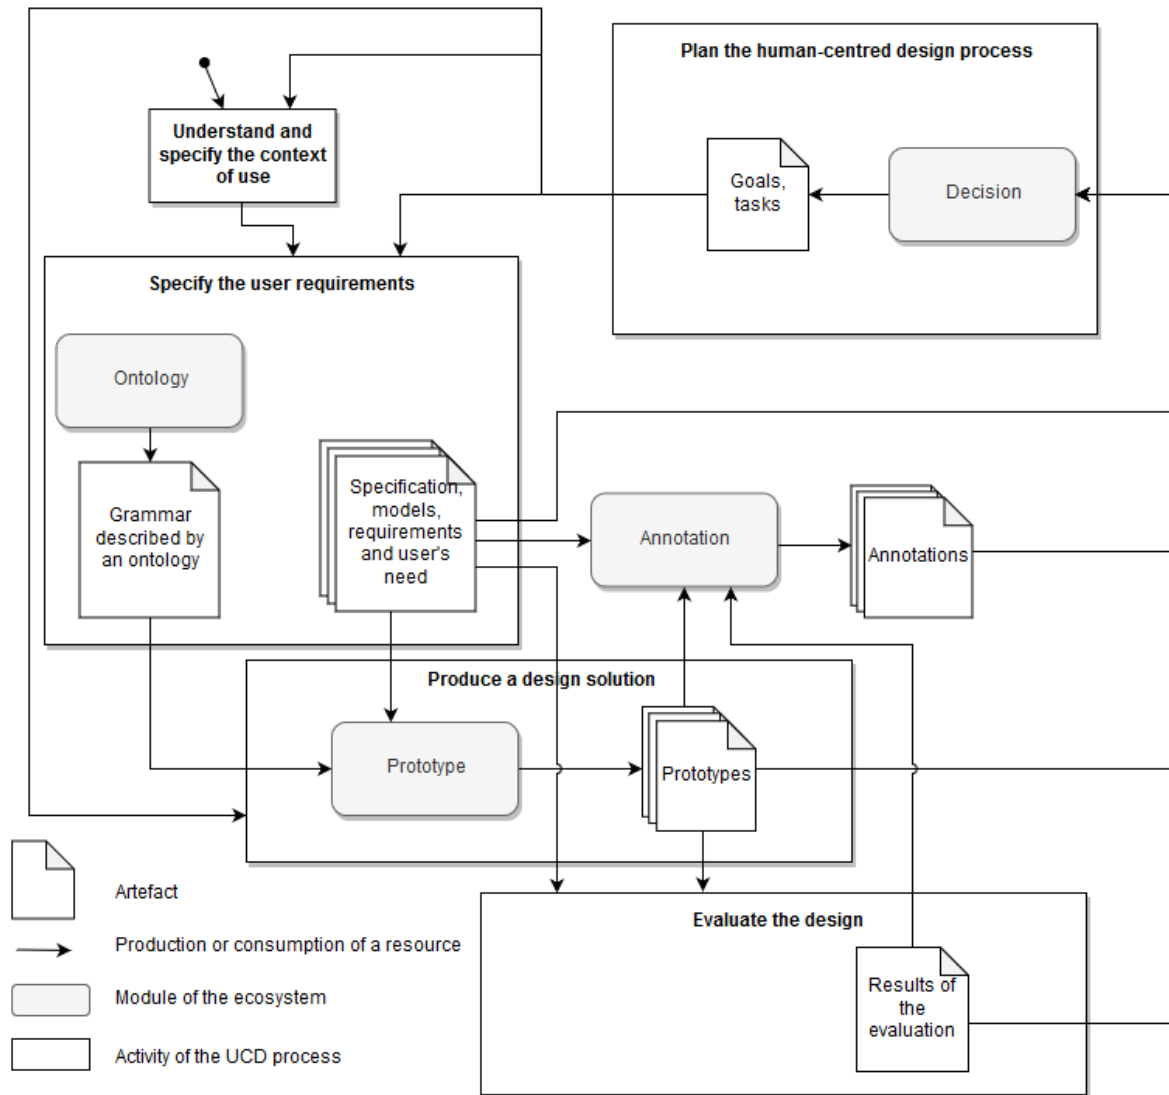 Plan the human-centred design process
Understand and
specify the context
of use
Goals,
tasks
Decision
Specify the user requirements
Ontology
Grammar
described by
an ontology
Specification,
models,
requirements
and user's
need
Annotation
Annotations
Produce a design solution
Prototype
Prototypes
Evaluate the design
Results of
the
evaluation
Artefact
Production or consumption of a resource
Module of the ecosystem
Activity of the UCD process